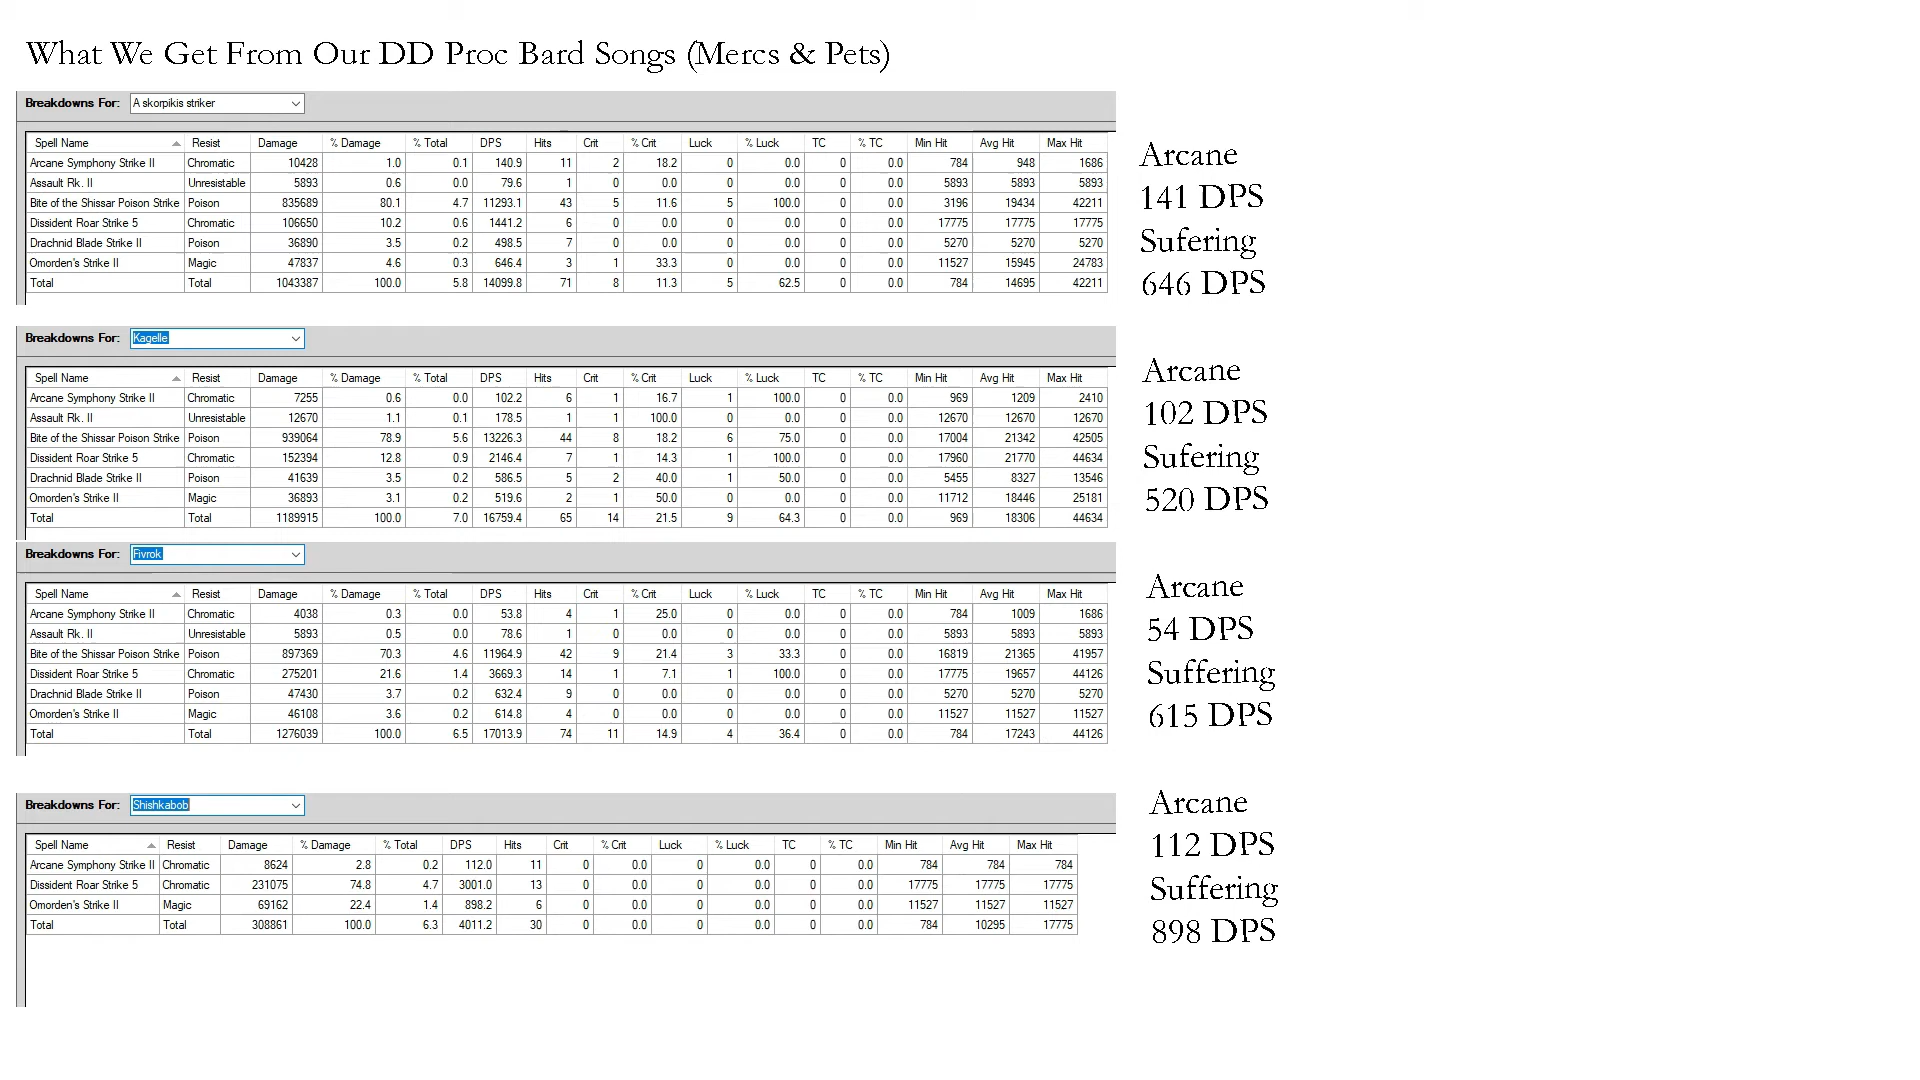 What We Get From Our DD Proc Bard Songs (Mercs & Pets)
Breakdowns For: A skorpikis striker
Spell Name Resist Damage % Damage % Total DPS Hits Crit % Crit Luck % Luck TC % TC Min Hit Avg Hit Max Hit
Arcane Symphony Strike II Chromatic 10428 1.0 0.1 140.9 11 2 18.2 0 0.0 0 0.0 784 948 1686
Assault Rk. II Unresistable 5893 0.6 0.0 79.6 1 0 0.0 0 0.0 0 0.0 5893 5893 5893
Bite of the Shissar Poison Strike Poison 835689 80.1 4.7 11293.1 43 5 11.6 5 100.0 0 0.0 3196 19434 42211
Dissident Roar Strike 5 Chromatic 106650 10.2 0.6 1441.2 6 0 0.0 0 0.0 0 0.0 17775 17775 17775
Drachnid Blade Strike II Poison 36890 3.5 0.2 498.5 7 0 0.0 0 0.0 0 0.0 5270 5270 5270
Omorden's Strike II Magic 47837 4.6 0.3 646.4 3 1 33.3 0 0.0 0 0.0 11527 15945 24783
Total Total 1043387 100.0 5.8 14099.8 71 8 11.3 5 62.5 0 0.0 784 14695 42211
Arcane
141 DPS
Sufering
646 DPS
Breakdowns For: Kagelle
Spell Name Resist Damage % Damage % Total DPS Hits Crit % Crit Luck % Luck TC % TC Min Hit Avg Hit Max Hit
Arcane Symphony Strike II Chromatic 7255 0.6 0.0 102.2 6 1 16.7 1 100.0 0 0.0 969 1209 2410
Assault Rk. II Unresistable 12670 1.1 0.1 178.5 1 1 100.0 0 0.0 0 0.0 12670 12670 12670
Bite of the Shissar Poison Strike Poison 939064 78.9 5.6 13226.3 44 8 18.2 6 75.0 0 0.0 17004 21342 42505
Dissident Roar Strike 5 Chromatic 152394 12.8 0.9 2146.4 7 1 14.3 1 100.0 0 0.0 17960 21770 44634
Drachnid Blade Strike II Poison 41639 3.5 0.2 586.5 5 2 40.0 1 50.0 0 0.0 5455 8327 13546
Omorden's Strike II Magic 36893 3.1 0.2 519.6 2 1 50.0 0 0.0 0 0.0 11712 18446 25181
Total Total 1189915 100.0 7.0 16759.4 65 14 21.5 9 64.3 0 0.0 969 18306 44634
Arcane
102 DPS
Sufering
520 DPS
Breakdowns For: Fivrok
Spell Name Resist Damage % Damage % Total DPS Hits Crit % Crit Luck % Luck TC % TC Min Hit Avg Hit Max Hit
Arcane Symphony Strike II Chromatic 4038 0.3 0.0 53.8 4 1 25.0 0 0.0 0 0.0 784 1009 1686
Assault Rk. II Unresistable 5893 0.5 0.0 78.6 1 0 0.0 0 0.0 0 0.0 5893 5893 5893
Bite of the Shissar Poison Strike Poison 897369 70.3 4.6 11964.9 42 9 21.4 3 33.3 0 0.0 16819 21365 41957
Dissident Roar Strike 5 Chromatic 275201 21.6 1.4 3669.3 14 1 7.1 1 100.0 0 0.0 17775 19657 44126
Drachnid Blade Strike II Poison 47430 3.7 0.2 632.4 9 0 0.0 0 0.0 0 0.0 5270 5270 5270
Omorden's Strike II Magic 46108 3.6 0.2 614.8 4 0 0.0 0 0.0 0 0.0 11527 11527 11527
Total Total 1276039 100.0 6.5 17013.9 74 11 14.9 4 36.4 0 0.0 784 17243 44126
Arcane
54 DPS
Suffering
615 DPS
Breakdowns For: Shishkabob
Spell Name Resist Damage % Damage % Total DPS Hits Crit % Crit Luck % Luck TC % TC Min Hit Avg Hit Max Hit
Arcane Symphony Strike II Chromatic 8624 2.8 0.2 112.0 11 0 0.0 0 0.0 0 0.0 784 784 784
Dissident Roar Strike 5 Chromatic 231075 74.8 4.7 3001.0 13 0 0.0 0 0.0 0 0.0 17775 17775 17775
Omorden's Strike II Magic 69162 22.4 1.4 898.2 6 0 0.0 0 0.0 0 0.0 11527 11527 11527
Total Total 308861 100.0 6.3 4011.2 30 0 0.0 0 0.0 0 0.0 784 10295 17775
Arcane
112 DPS
Suffering
898 DPS